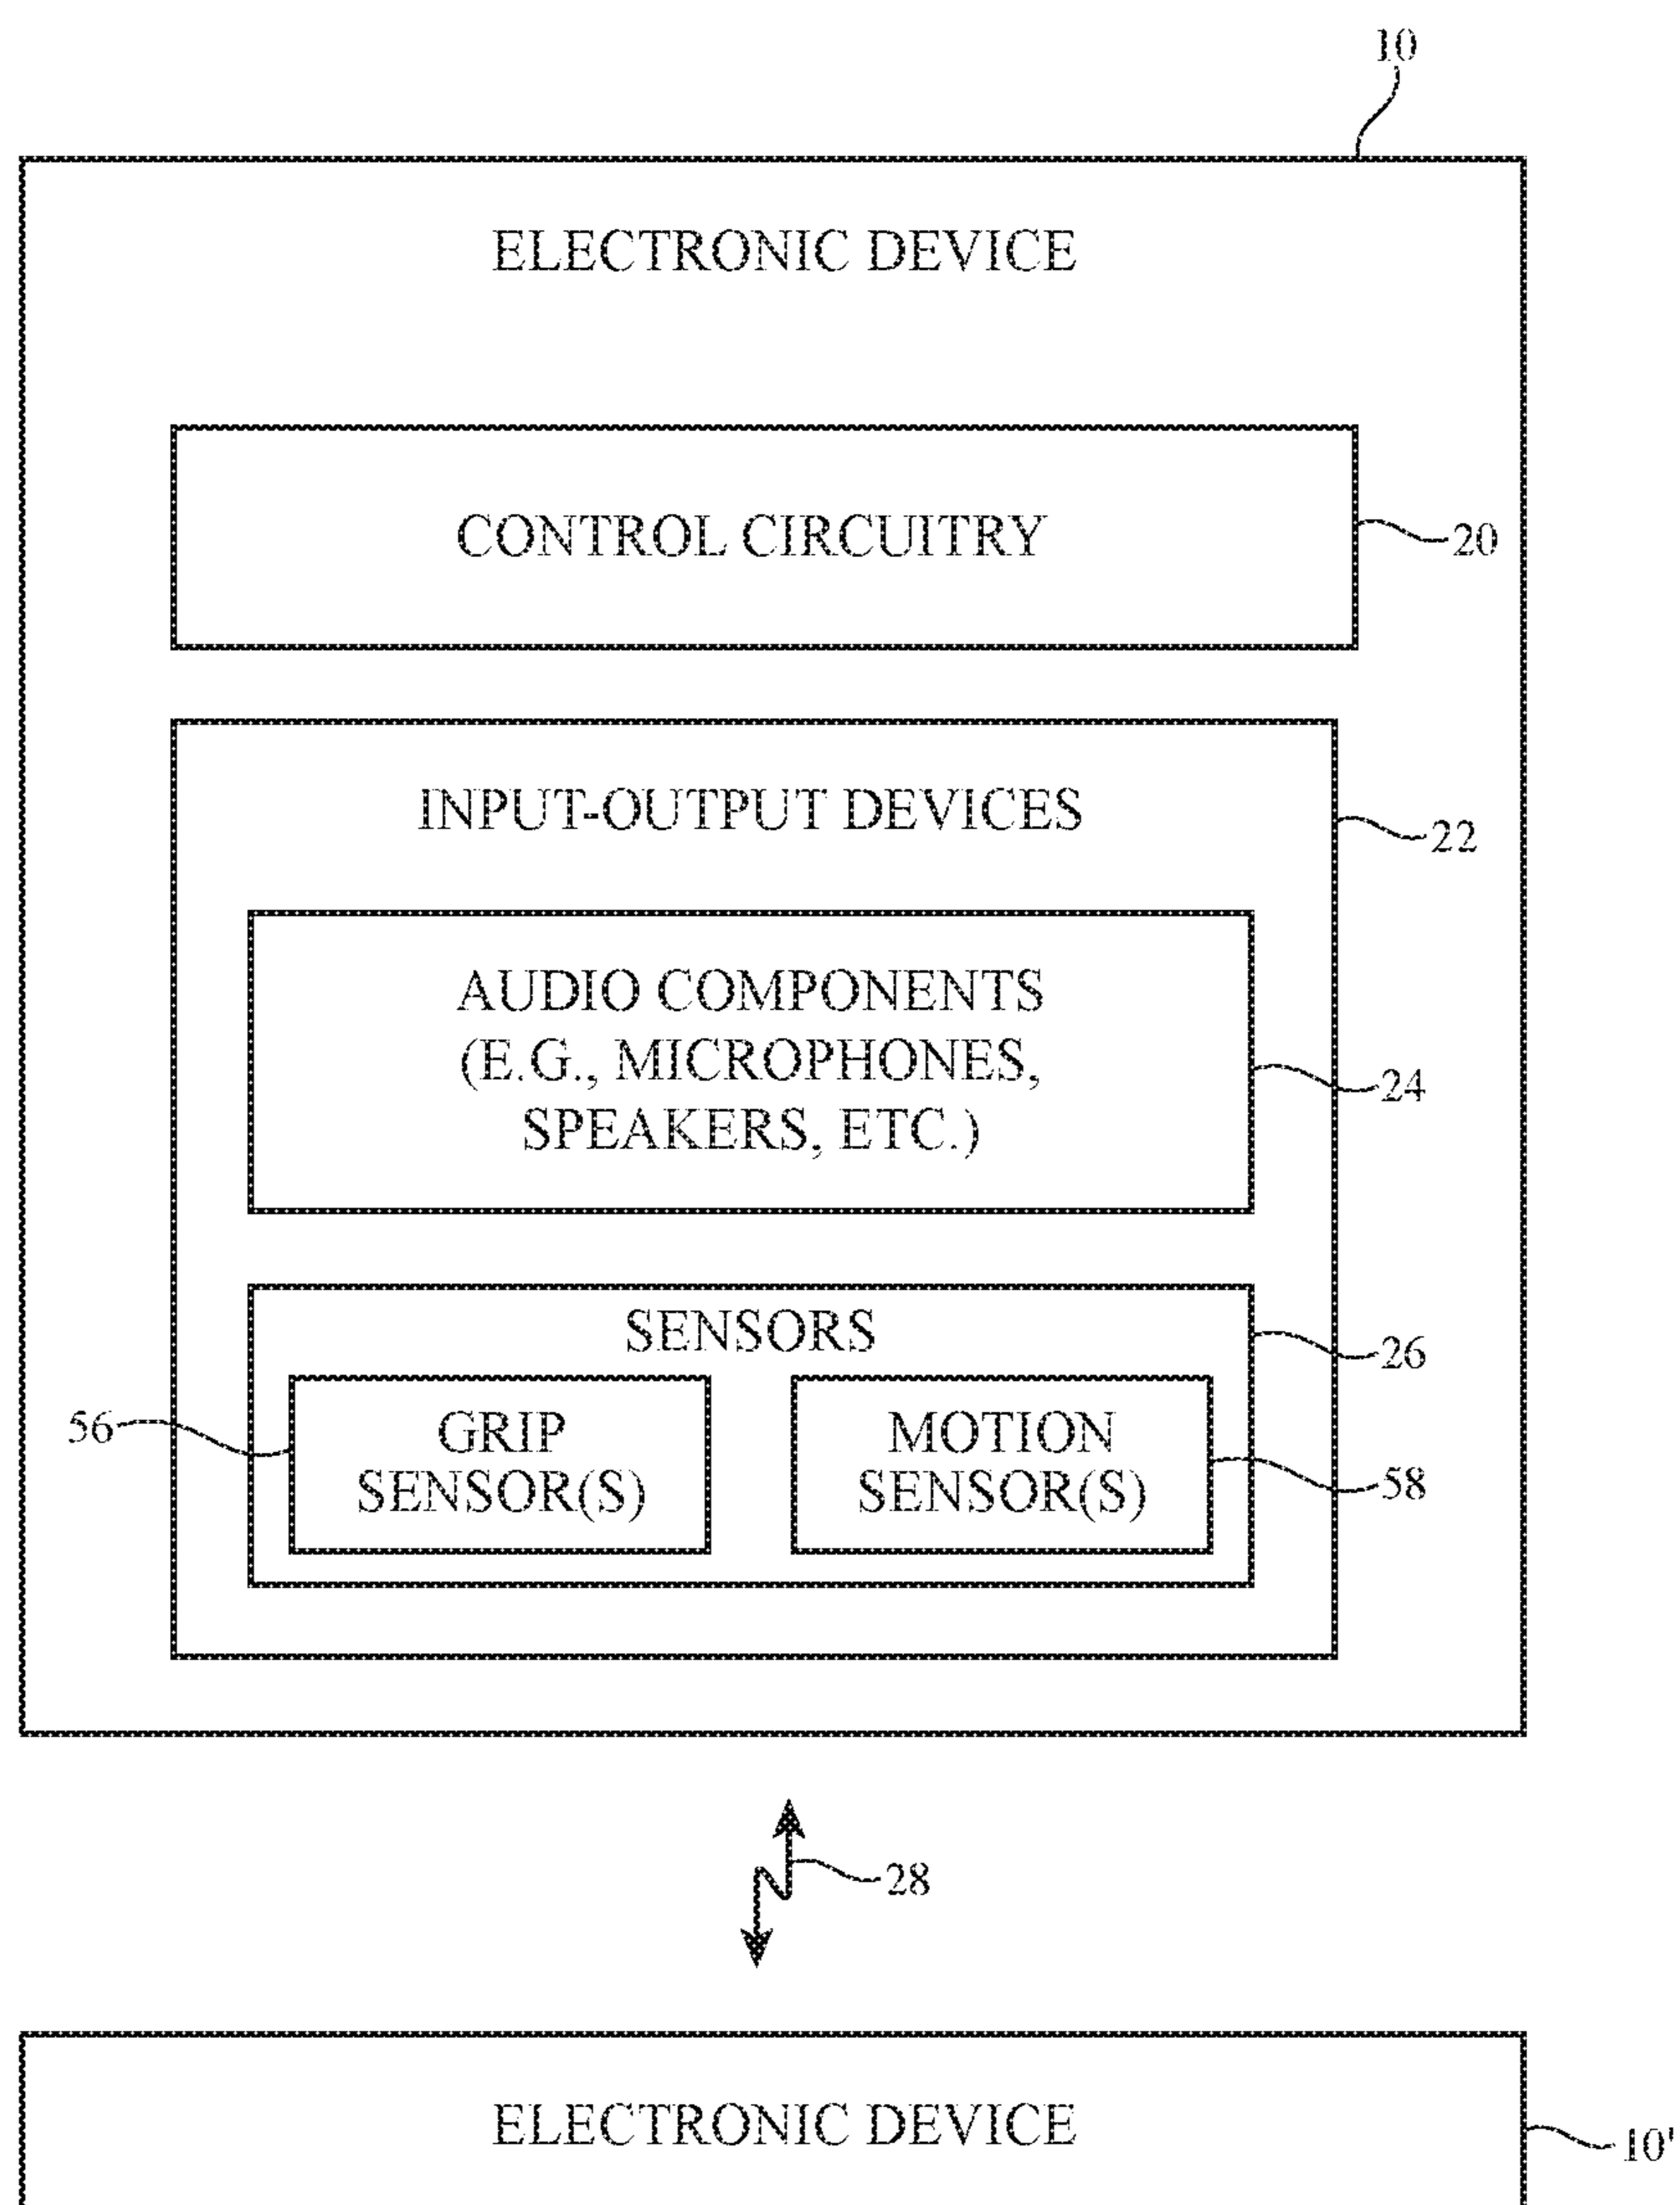 10
ELECTRONIC DEVICE
CONTROL CIRCUITRY
20
INPUT-OUTPUT DEVICES
22
AUDIO COMPONENTS
(E.G., MICROPHONES,
SPEAKERS, ETC.)
24
SENSORS
26
56
GRIP
SENSOR(S)
MOTION
SENSOR(S)
58
28
ELECTRONIC DEVICE
10'